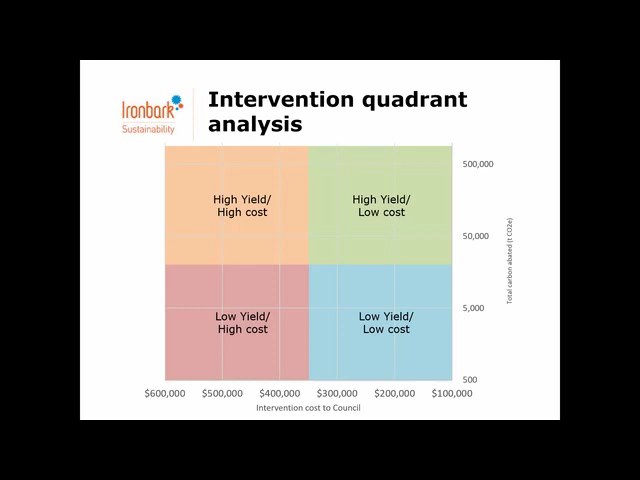 Ironbark
Sustainability
Intervention quadrant
analysis
500,000
High Yield/
High cost
High Yield/
Low cost
50,000
Total carbon abated (t CO2e)
5,000
Low Yield/
High cost
Low Yield/
Low cost
500
$600,000 $500,000 $400,000 $300,000 $200,000 $100,000
Intervention cost to Council